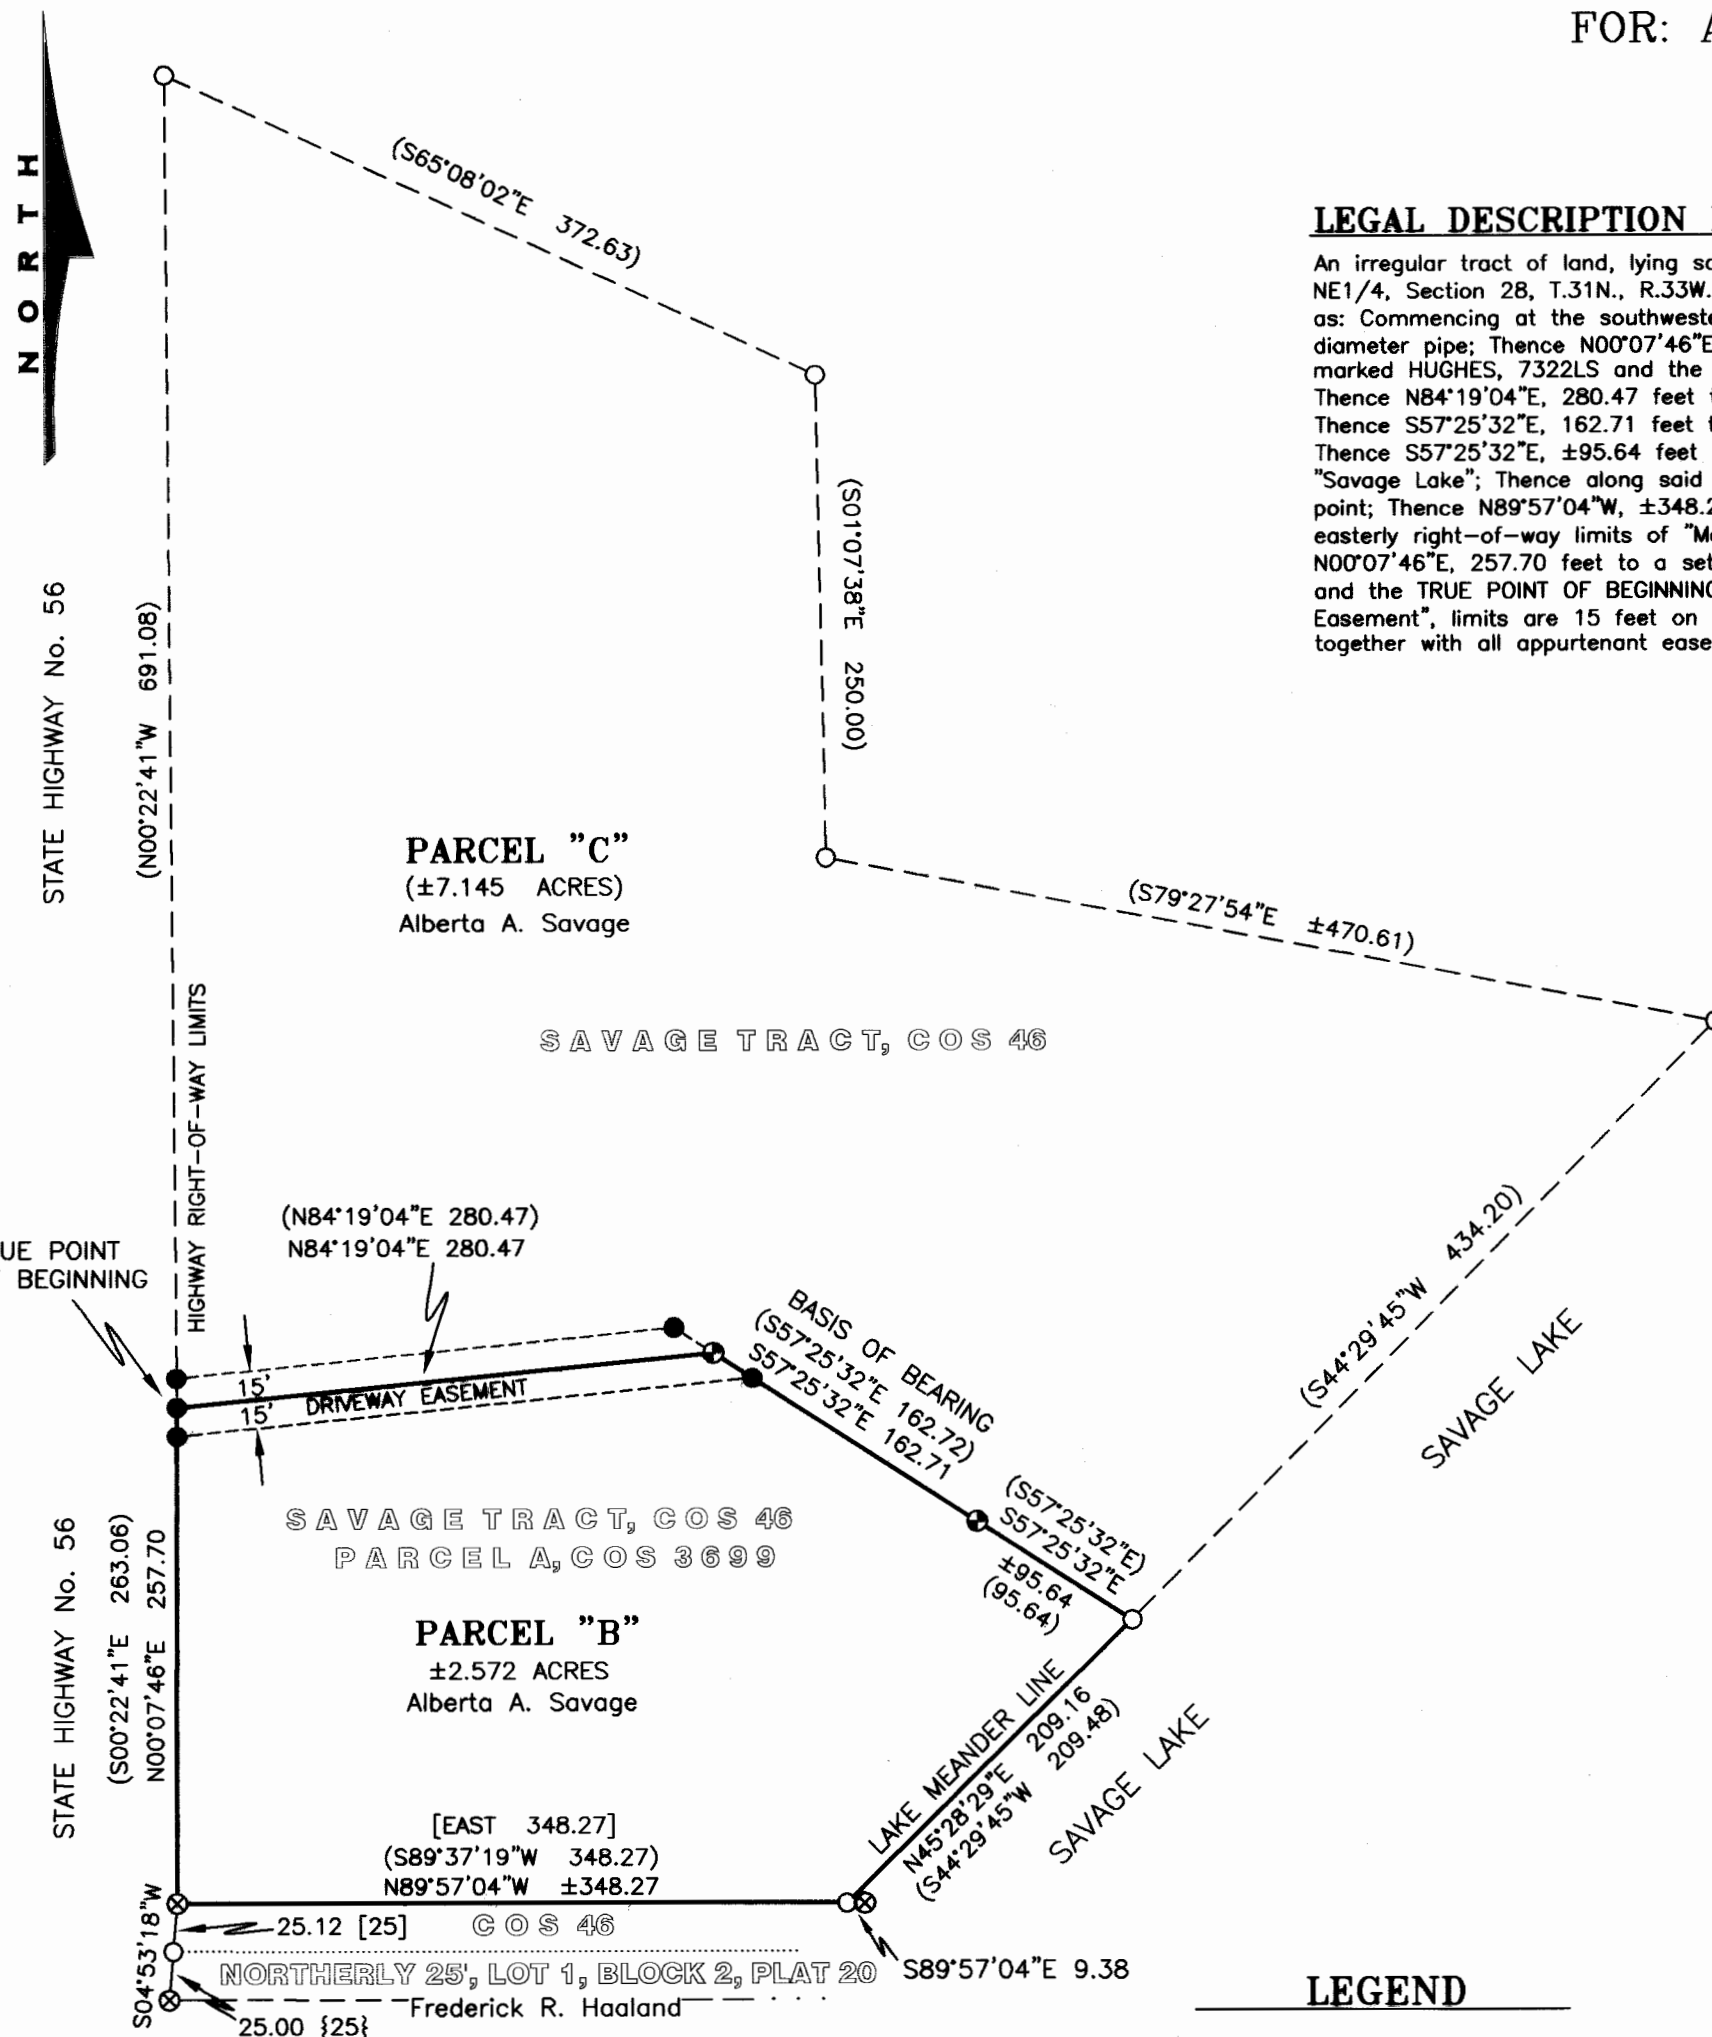 FOR:
NORTH
(S65°08'02"E 372.63)
LEGAL DESCRIPTION
An irregular tract of land, lying
NE1/4, Section 28, T.31N., R.33W.
as: Commencing at the
diameter pipe; Thence N00°07'46"E
marked HUGHES, 7322LS and the
Thence N84°19'04"E, 280.47 feet
Thence S57°25'32"E, 162.71 feet
Thence S57°25'32"E, ±95.64 feet
"Savage Lake"; Thence along said
point; Thence N89°57'04"W,
easterly right-of-way limits of
N00°07'46"E, 257.70 feet to a set
and the TRUE POINT OF BEGINNING
Easement", limits are 15 feet on
together with all appurtenant
STATE HIGHWAY No. 56
(N00°22'41"W 691.08)
(S01°07'38"E 250.00)
PARCEL "C"
(±7.145 ACRES)
Alberta A. Savage
(S79°27'54"E ±470.61)
SAVAGE TRACT, COS 46
HIGHWAY RIGHT-OF-WAY LIMITS
(N84°19'04"E 280.47)
N84°19'04"E 280.47
POINT
BEGINNING
15'
15'
DRIVEWAY EASEMENT
BASIS OF BEARING
(S57°25'32"E 162.72)
S57°25'32"E 162.71
(S44°29'45"W 434.20)
SAVAGE LAKE
(S57°25'32"E)
S57°25'32"E
±95.64
(95.64)
SAVAGE TRACT, COS 46
PARCEL A, COS 3699
STATE HIGHWAY No. 56
(S00°22'41"E 263.06)
N00°07'46"E 257.70
PARCEL "B"
±2.572 ACRES
Alberta A. Savage
LAKE MEANDER LINE
N45°28'29"E 209.16
(S44°29'45"W 209.48)
SAVAGE LAKE
[EAST 348.27]
(S89°37'19"W 348.27)
N89°57'04"W ±348.27
S04°53'18"W
25.12 [25]
COS 46
S89°57'04"E 9.38
NORTHERLY 25', LOT 1, BLOCK 2, PLAT 20
Frederick R. Haaland
25.00 {25}
LEGEND